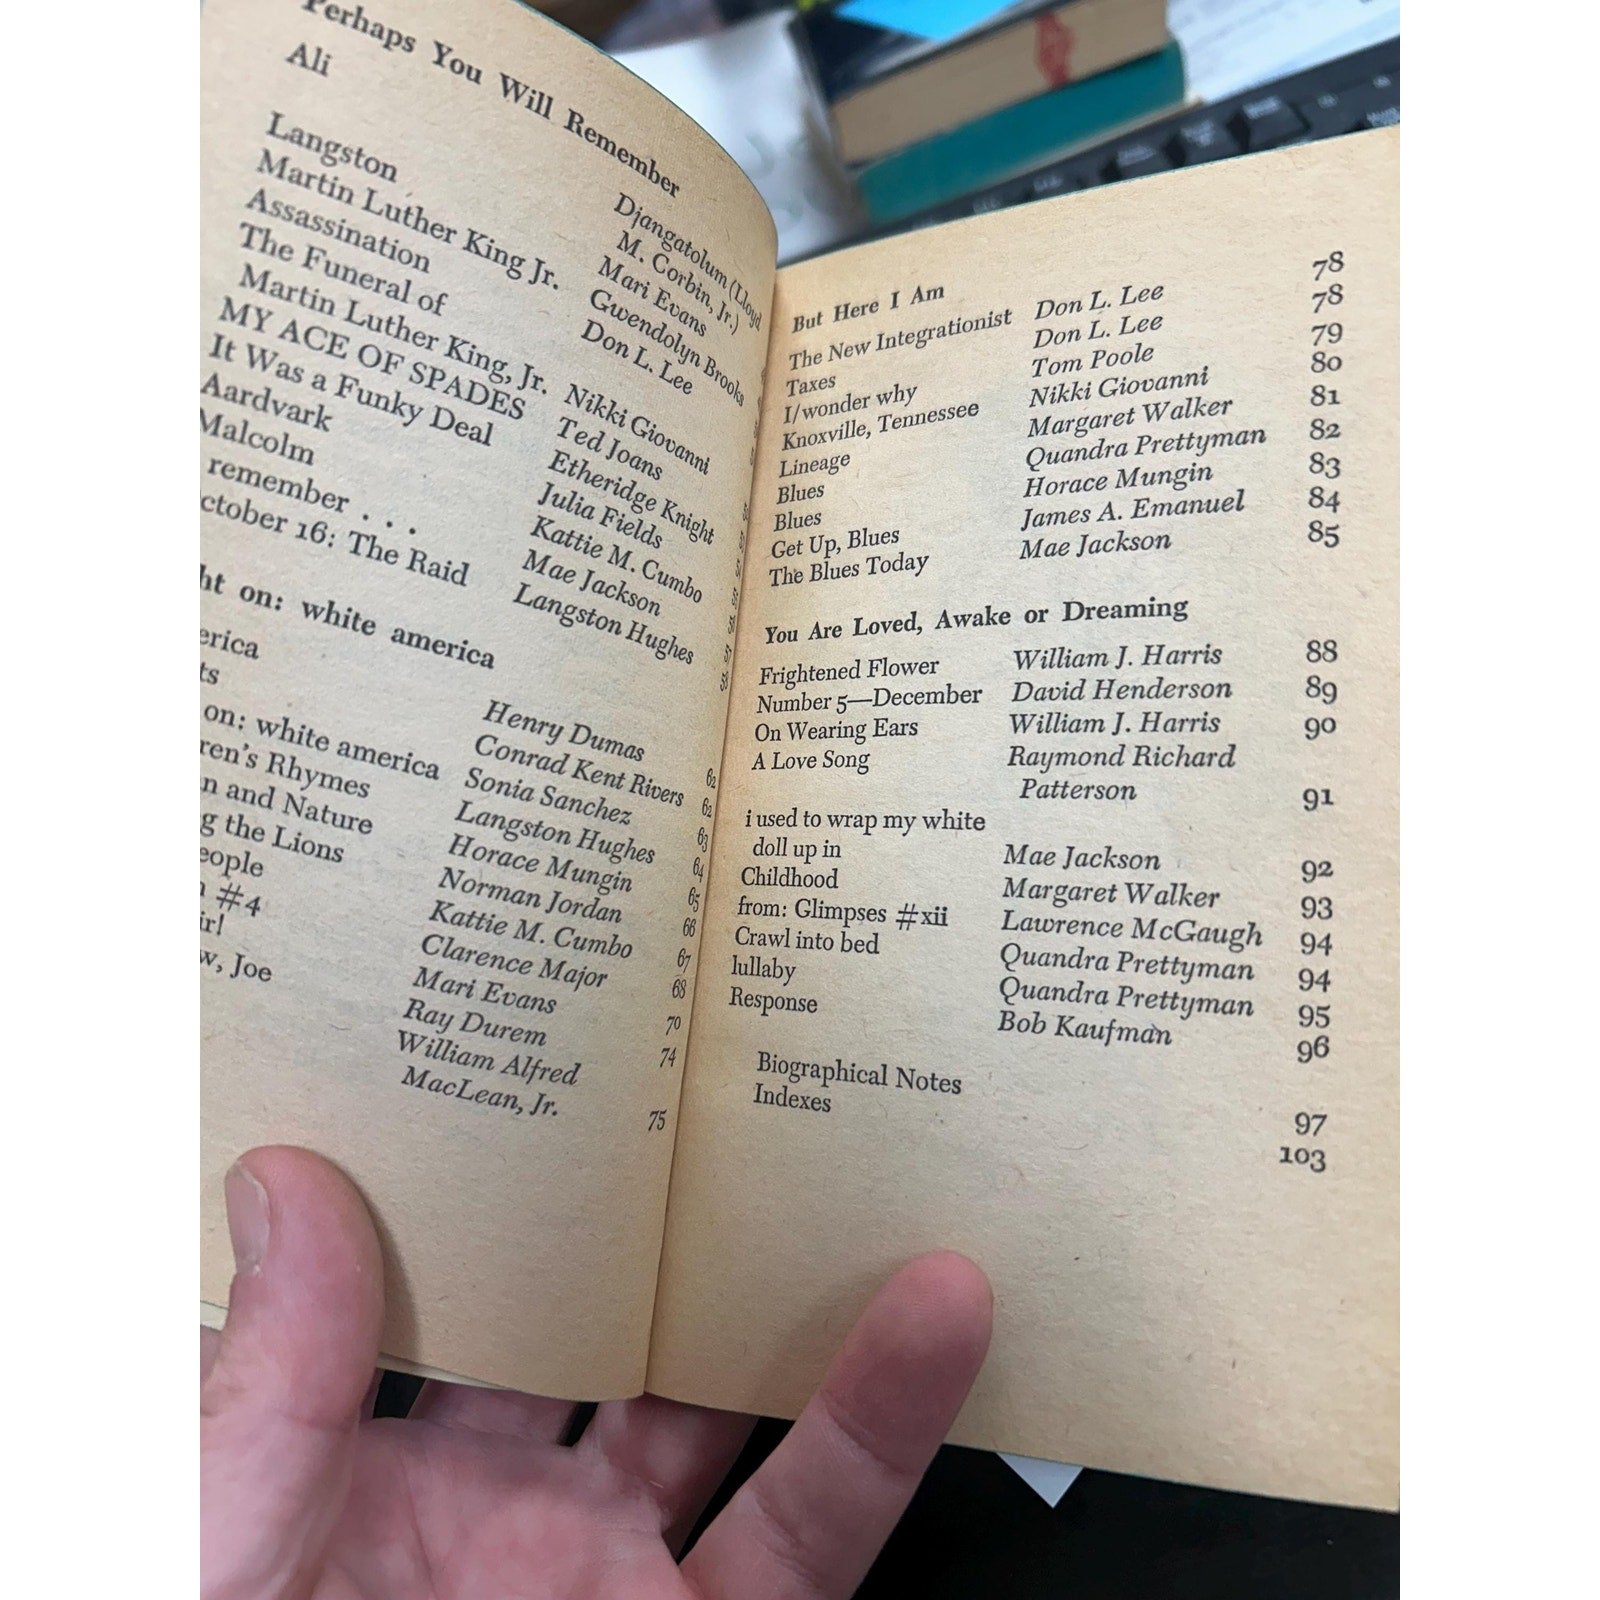 Perhaps You Will Remember
Ali Djangatolum (Lloyd
M. Corbin, Jr.)
Langston Mari Evans
Martin Luther King Jr. Gwendolyn Brooks
Assassination Don L. Lee
The Funeral of
Martin Luther King, Jr. Nikki Giovanni
MY ACE OF SPADES Ted Joans
It Was a Funky Deal Etheridge Knight
Aardvark Julia Fields
Malcolm Kattie M. Cumbo
remember . . . Mae Jackson
ctober 16: The Raid Langston Hughes
ht on: white america
erica Henry Dumas 62
ts Conrad Kent Rivers 62
on: white america Sonia Sanchez 63
ren's Rhymes Langston Hughes 64
n and Nature Horace Mungin 65
g the Lions Norman Jordan 66
eople Kattie M. Cumbo 67
#4 Clarence Major 68
ir! Mari Evans 70
w, Joe Ray Durem 74
William Alfred
MacLean, Jr. 75
But Here I Am
The New Integrationist Don L. Lee 78
Taxes Don L. Lee 78
I/wonder why Tom Poole 79
Knoxville, Tennessee Nikki Giovanni 80
Lineage Margaret Walker 81
Blues Quandra Prettyman 82
Blues Horace Mungin 83
Get Up, Blues James A. Emanuel 84
The Blues Today Mae Jackson 85
You Are Loved, Awake or Dreaming
Frightened Flower William J. Harris 88
Number 5—December David Henderson 89
On Wearing Ears William J. Harris 90
A Love Song Raymond Richard
Patterson 91
i used to wrap my white
doll up in Mae Jackson 92
Childhood Margaret Walker 93
from: Glimpses #xii Lawrence McGaugh 94
Crawl into bed Quandra Prettyman 94
lullaby Quandra Prettyman 95
Response Bob Kaufman 96
Biographical Notes 97
Indexes 103